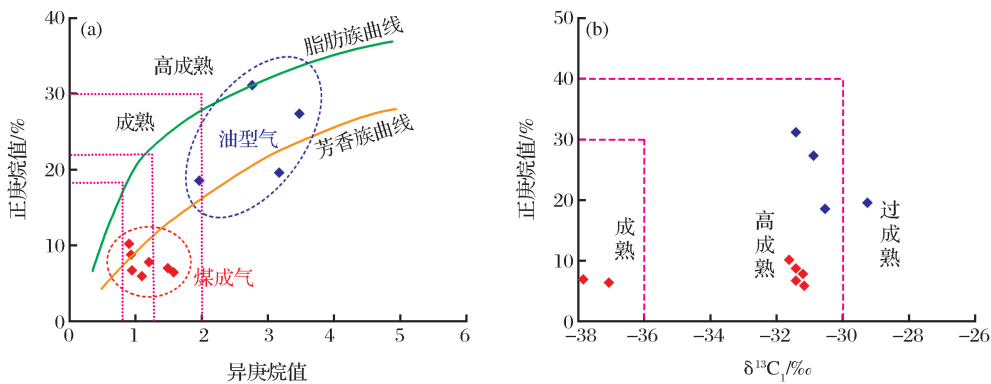 (a)
正庚烷值/%
40
30
20
10
0
0
1
2
3
4
5
6
异庚烷值
脂肪族曲线
高成熟
成熟
油型气
芳香族曲线
煤成气
(b)
正庚烷值/%
50
40
30
20
10
0
−38
−36
−34
−32
−30
−28
−26
δ¹³C₁/‰
成熟
高成熟
过成熟